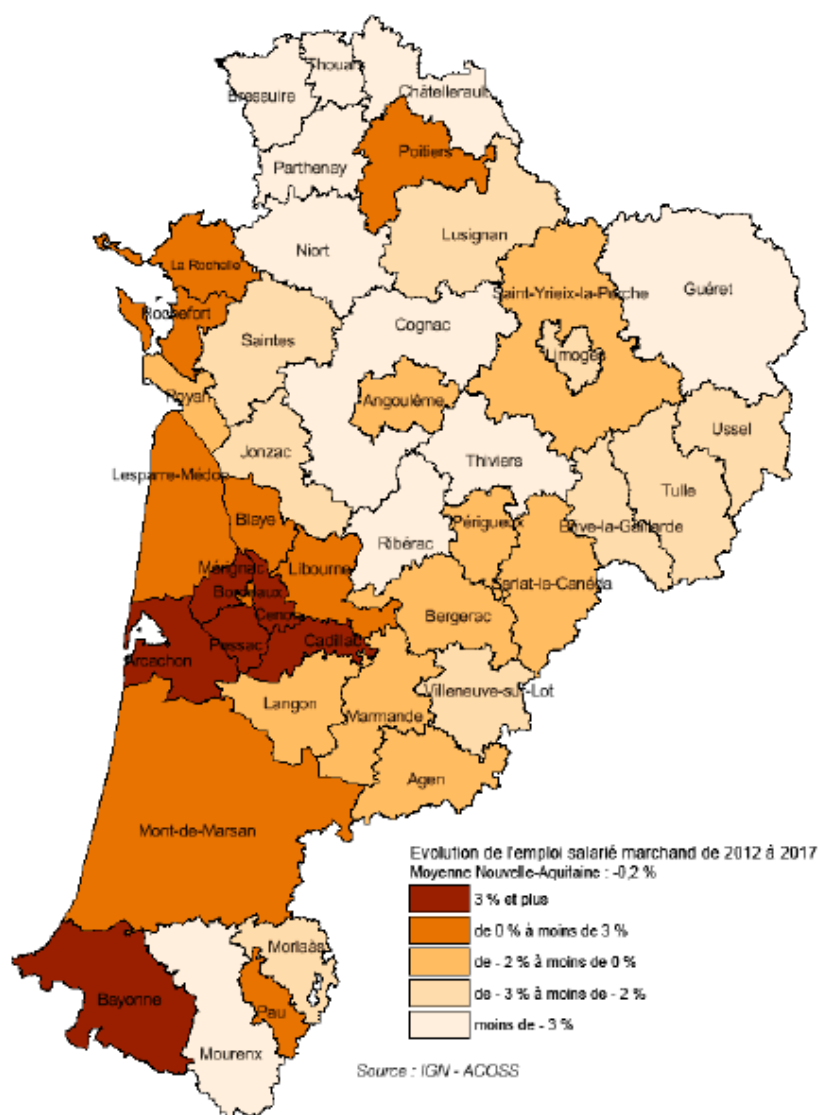 Thouars
Bressuire
Châtellerault
Parthenay
Poitiers
Lusignan
Niort
La Rochelle
Saint-Yrieix-la-Perche
Guéret
Rochefort
Cognac
Saintes
Limoges
Royan
Angoulême
Ussel
Jonzac
Thiviers
Lesparre-Médoc
Tulle
Blaye
Périgueux
Brive-la-Gaillarde
Ribérac
Mérignac
Libourne
Sarlat-la-Canéda
Bordeaux
Cenon
Bergerac
Pessac
Cadillac
Arcachon
Villeneuve-sur-Lot
Langon
Marmande
Agen
Mont-de-Marsan
Evolution de l'emploi salarié marchand de 2012 à 2017
Moyenne Nouvelle-Aquitaine : -0,2 %
3 % et plus
de 0 % à moins de 3 %
de - 2 % à moins de 0 %
de - 3 % à moins de - 2 %
moins de - 3 %
Morlaàs
Bayonne
Pau
Mourenx
Source : IGN - ACOSS